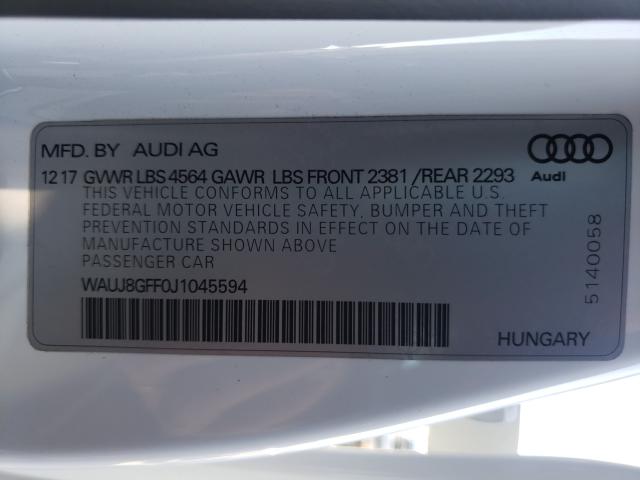 MFD. BY AUDI AG
12 17 GVWR LBS 4564 GAWR LBS FRONT 2381 /REAR 2293
Audi
THIS VEHICLE CONFORMS TO ALL APPLICABLE U.S.
FEDERAL MOTOR VEHICLE SAFETY, BUMPER AND THEFT
PREVENTION STANDARDS IN EFFECT ON THE DATE OF
MANUFACTURE SHOWN ABOVE
PASSENGER CAR
WAUJ8GFF0J1045594
HUNGARY
5140058